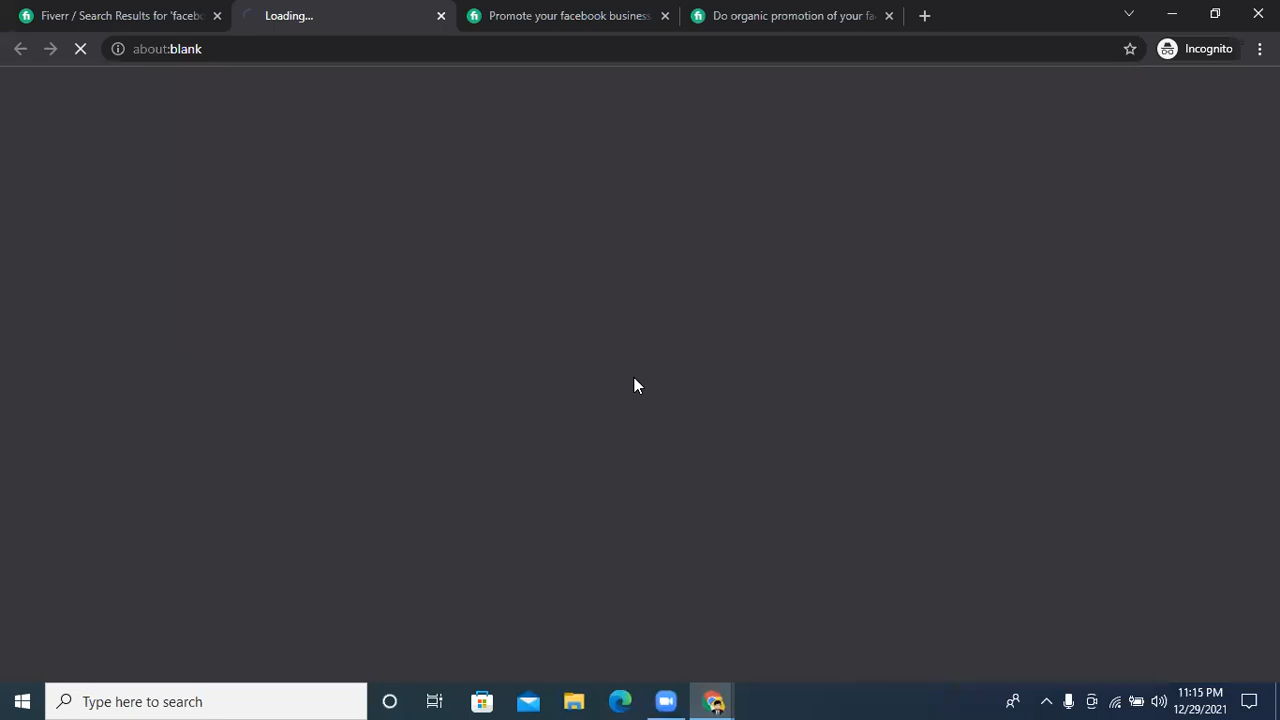 Fiverr / Search Results for 'facebo
Loading...
Promote your facebook business
Do organic promotion of your fa
about:blank
Incognito
Type here to search
11:15 PM
12/29/2021